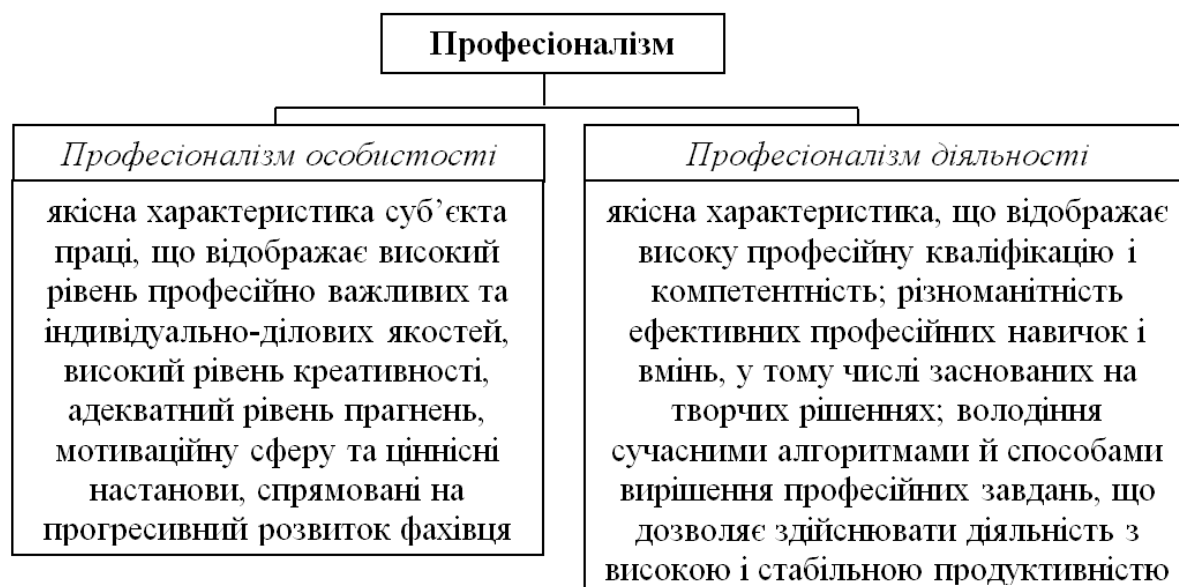 Професіоналізм
Професіоналізм особистості
якісна характеристика суб’єкта
праці, що відображає високий
рівень професійно важливих та
індивідуально-ділових якостей,
високий рівень креативності,
адекватний рівень прагнень,
мотиваційну сферу та ціннісні
настанови, спрямовані на
прогресивний розвиток фахівця
Професіоналізм діяльності
якісна характеристика, що відображає
високу професійну кваліфікацію і
компетентність; різноманітність
ефективних професійних навичок і
вмінь, у тому числі заснованих на
творчих рішеннях; володіння
сучасними алгоритмами й способами
вирішення професійних завдань, що
дозволяє здійснювати діяльність з
високою і стабільною продуктивністю